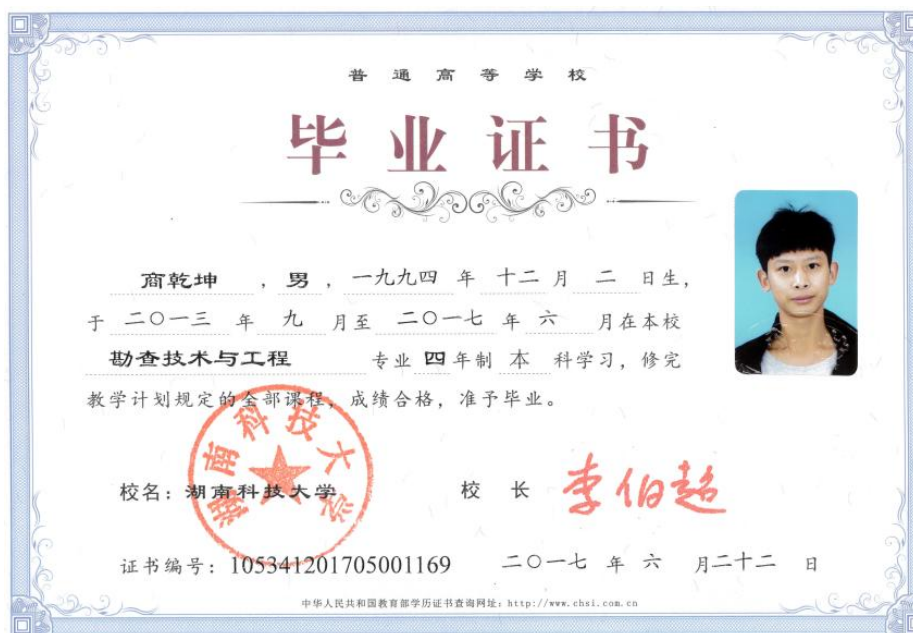 普通高等学校
毕业证书
商乾坤，男，一九九四年十二月二日生，
于二〇一三年九月至二〇一七年六月在本校
勘查技术与工程专业四年制本科学习，修完
教学计划规定的全部课程，成绩合格，准予毕业。
湖南科技大学
校名：湖南科技大学 校长 李伯超
证书编号：105341201705001169 二〇一七年六月二十二日
中华人民共和国教育部学历证书查询网址：http://www.chsi.com.cn